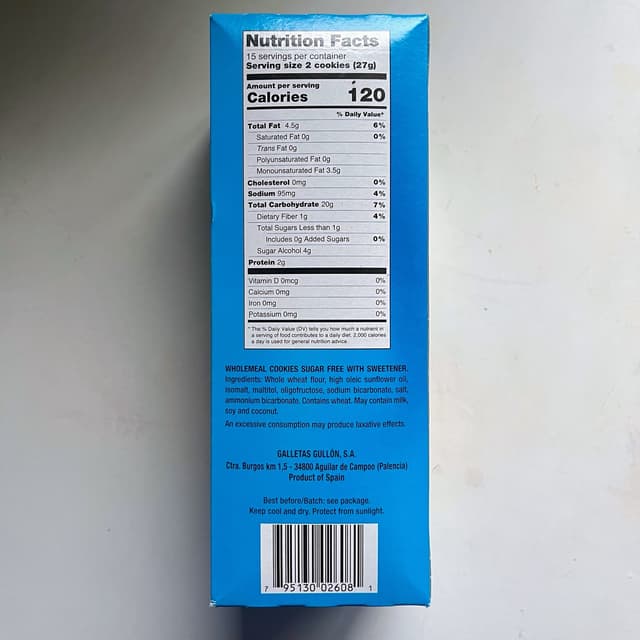 Nutrition Facts
15 servings per container
Serving size 2 cookies (27g)
Amount per serving
Calories 120
% Daily Value*
Total Fat 4.5g 6%
Saturated Fat 0g 0%
Trans Fat 0g
Polyunsaturated Fat 0g
Monounsaturated Fat 3.5g
Cholesterol 0mg 0%
Sodium 95mg 4%
Total Carbohydrate 20g 7%
Dietary Fiber 1g 4%
Total Sugars Less than 1g
Includes 0g Added Sugars 0%
Sugar Alcohol 4g
Protein 2g
Vitamin D 0mcg 0%
Calcium 0mg 0%
Iron 0mg 0%
Potassium 0mg 0%
* The % Daily Value (DV) tells you how much a nutrient in
a serving of food contributes to a daily diet. 2,000 calories
a day is used for general nutrition advice.
WHOLEMEAL COOKIES SUGAR FREE WITH SWEETENER.
Ingredients: Whole wheat flour, high oleic sunflower oil,
isomalt, maltitol, oligofructose, sodium bicarbonate, salt,
ammonium bicarbonate. Contains wheat. May contain milk,
soy and coconut.
An excessive consumption may produce laxative effects.
GALLETAS GULLÓN, S.A.
Ctra. Burgos km 1,5 - 34800 Aguilar de Campoo (Palencia)
Product of Spain
Best before/Batch: see package.
Keep cool and dry. Protect from sunlight.
7 95130 02608 1